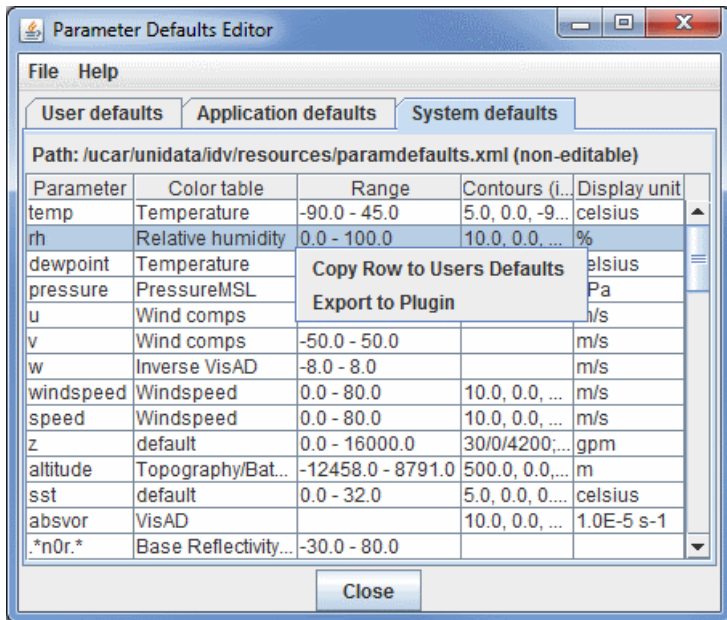 Parameter Defaults Editor
File Help
User defaults Application defaults System defaults
Path: /ucar/unidata/idv/resources/paramdefaults.xml (non-editable)
Parameter Color table Range Contours (i... Display unit
temp Temperature -90.0 - 45.0 5.0, 0.0, -9... celsius
rh Relative humidity 0.0 - 100.0 10.0, 0.0, ... %
dewpoint Temperature Copy Row to Users Defaults elsius
pressure PressureMSL Export to Plugin Pa
u Wind comps m/s
v Wind comps -50.0 - 50.0 m/s
w Inverse VisAD -8.0 - 8.0 m/s
windspeed Windspeed 0.0 - 80.0 10.0, 0.0, ... m/s
speed Windspeed 0.0 - 80.0 10.0, 0.0, ... m/s
z default 0.0 - 16000.0 30/0/4200;... gpm
altitude Topography/Bat... -12458.0 - 8791.0 500.0, 0.0,... m
sst default 0.0 - 32.0 5.0, 0.0, 0.... celsius
absvor VisAD 10.0, 0.0, ... 1.0E-5 s-1
.*n0r.* Base Reflectivity... -30.0 - 80.0
Close